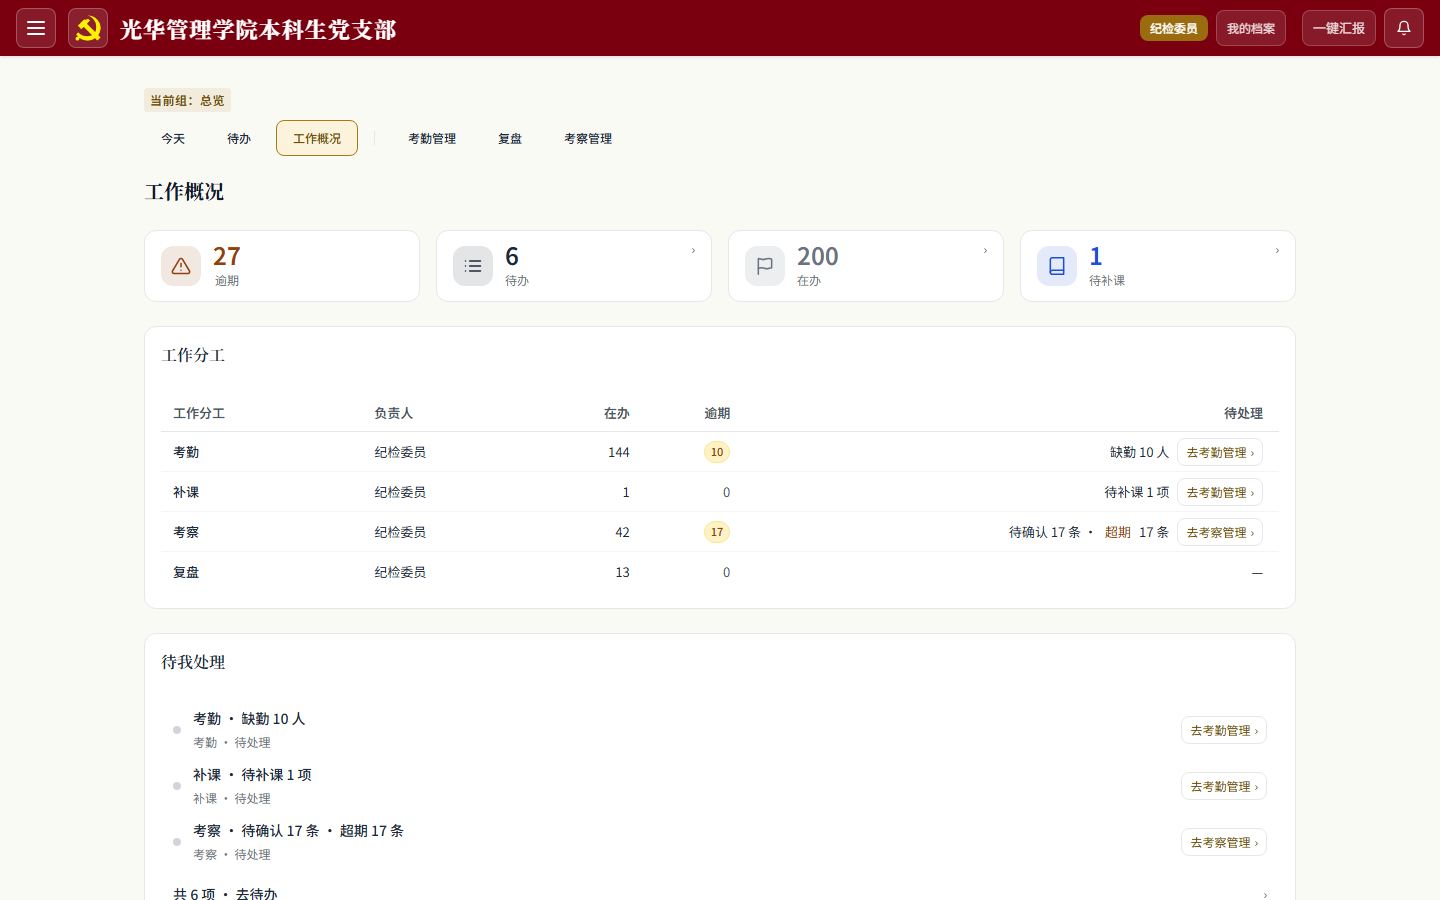 光华管理学院本科生党支部
纪检委员 我的档案 一键汇报
当前组：总览
今天 待办 工作概况 考勤管理 复盘 考察管理
工作概况
27 逾期
6 待办 ›
200 在办 ›
1 待补课 ›
工作分工
工作分工 负责人 在办 逾期 待处理
考勤 纪检委员 144 10 缺勤 10 人 去考勤管理 ›
补课 纪检委员 1 0 待补课 1 项 去考勤管理 ›
考察 纪检委员 42 17 待确认 17 条 · 超期 17 条 去考察管理 ›
复盘 纪检委员 13 0 —
待我处理
考勤 · 缺勤 10 人
考勤 · 待处理
去考勤管理 ›
补课 · 待补课 1 项
补课 · 待处理
去考勤管理 ›
考察 · 待确认 17 条 · 超期 17 条
考察 · 待处理
去考察管理 ›
共 6 项 · 去待办 ›